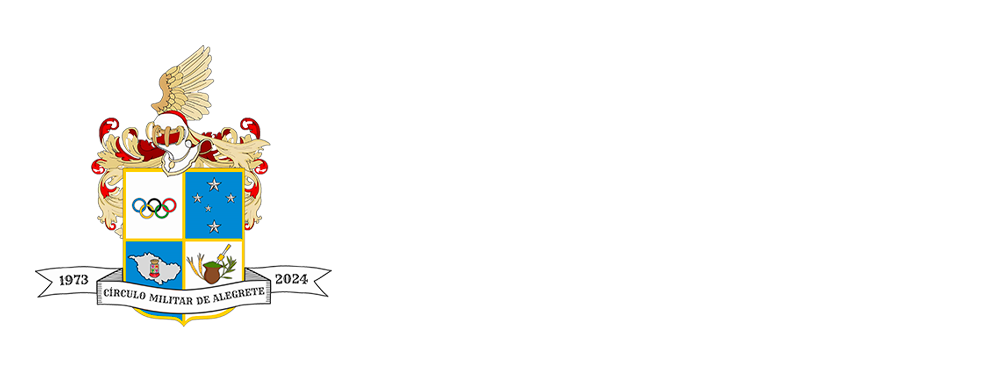 1973
2024
CÍRCULO MILITAR DE ALEGRETE